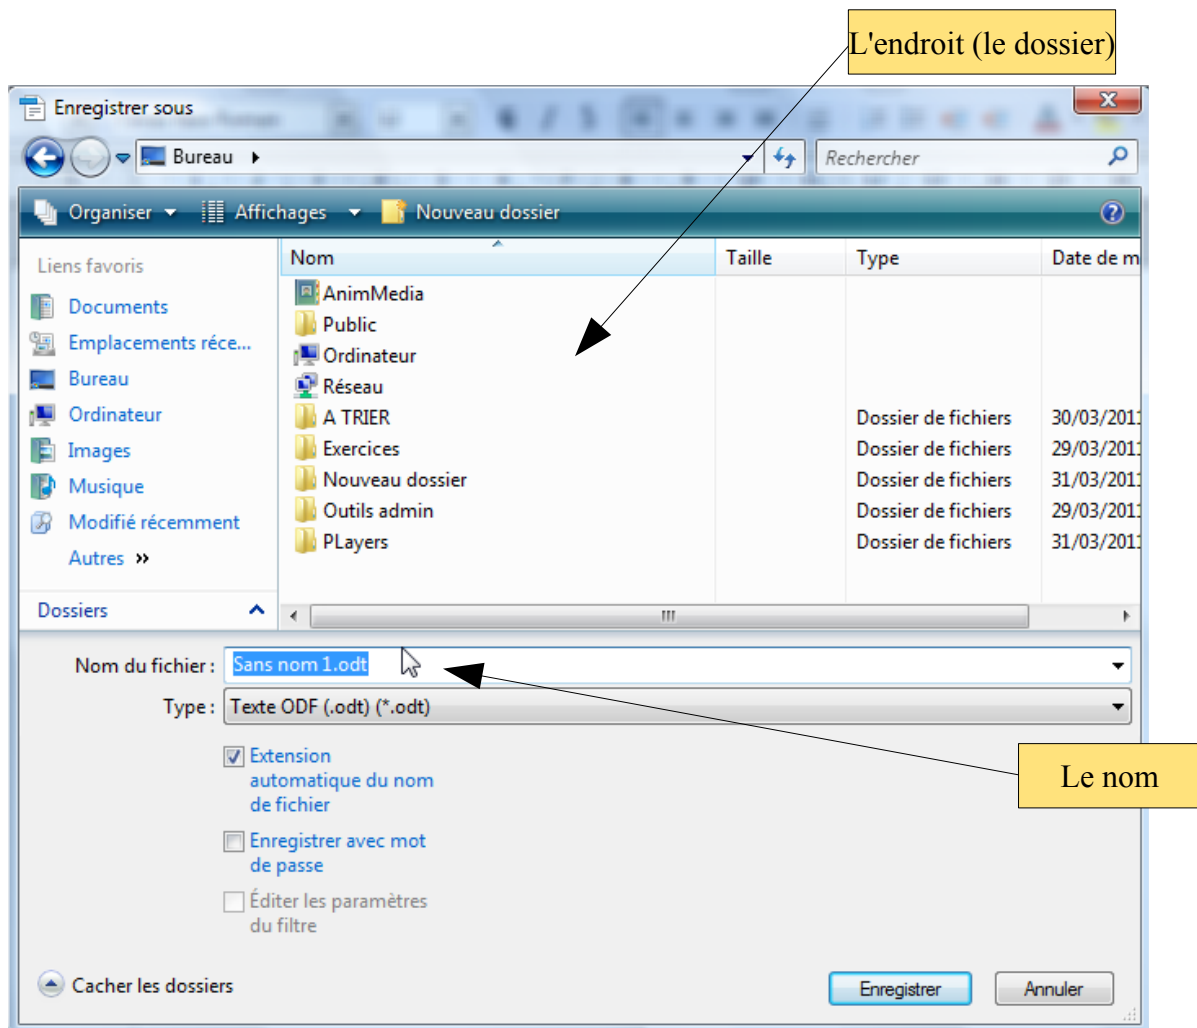 L'endroit (le dossier)
Enregistrer sous
Bureau
Rechercher
Organiser Affichages Nouveau dossier
Liens favoris
Documents
Emplacements réce...
Bureau
Ordinateur
Images
Musique
Modifié récemment
Autres »
Dossiers
Nom Taille Type Date de m
AnimMedia
Public
Ordinateur
Réseau
A TRIER Dossier de fichiers 30/03/2011
Exercices Dossier de fichiers 29/03/2011
Nouveau dossier Dossier de fichiers 31/03/2011
Outils admin Dossier de fichiers 29/03/2011
PLayers Dossier de fichiers 31/03/2011
Nom du fichier : Sans nom 1.odt
Type : Texte ODF (.odt) (*.odt)
Le nom
Extension
automatique du nom
de fichier
Enregistrer avec mot
de passe
Éditer les paramètres
du filtre
Cacher les dossiers
Enregistrer Annuler